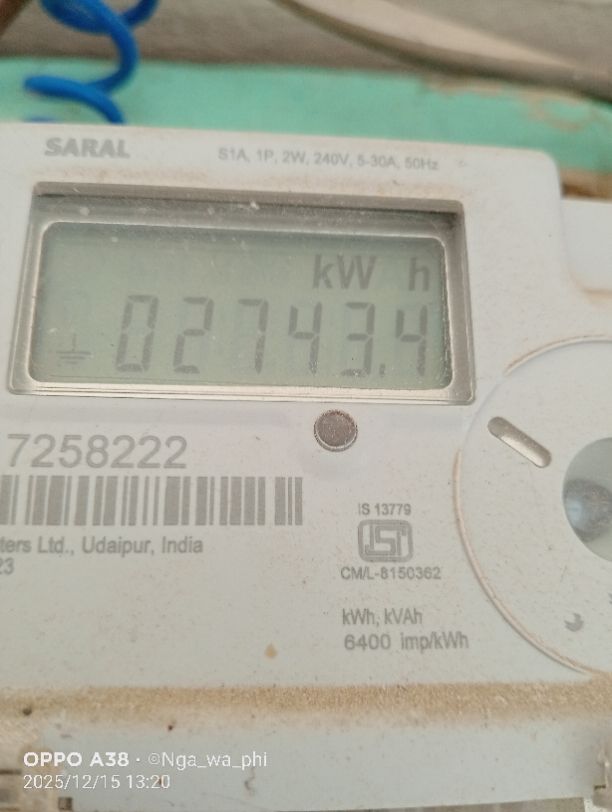 SARAL
S1A, 1P, 2W, 240V, 5-30A, 50Hz
kW h
02743.4
7258222
ters Ltd., Udaipur, India
23
IS 13779
ISI
CM/L-8150362
kWh, kVAh
6400 imp/kWh
OPPO A38 · ©Nga_wa_phi
2025/12/15 13:20